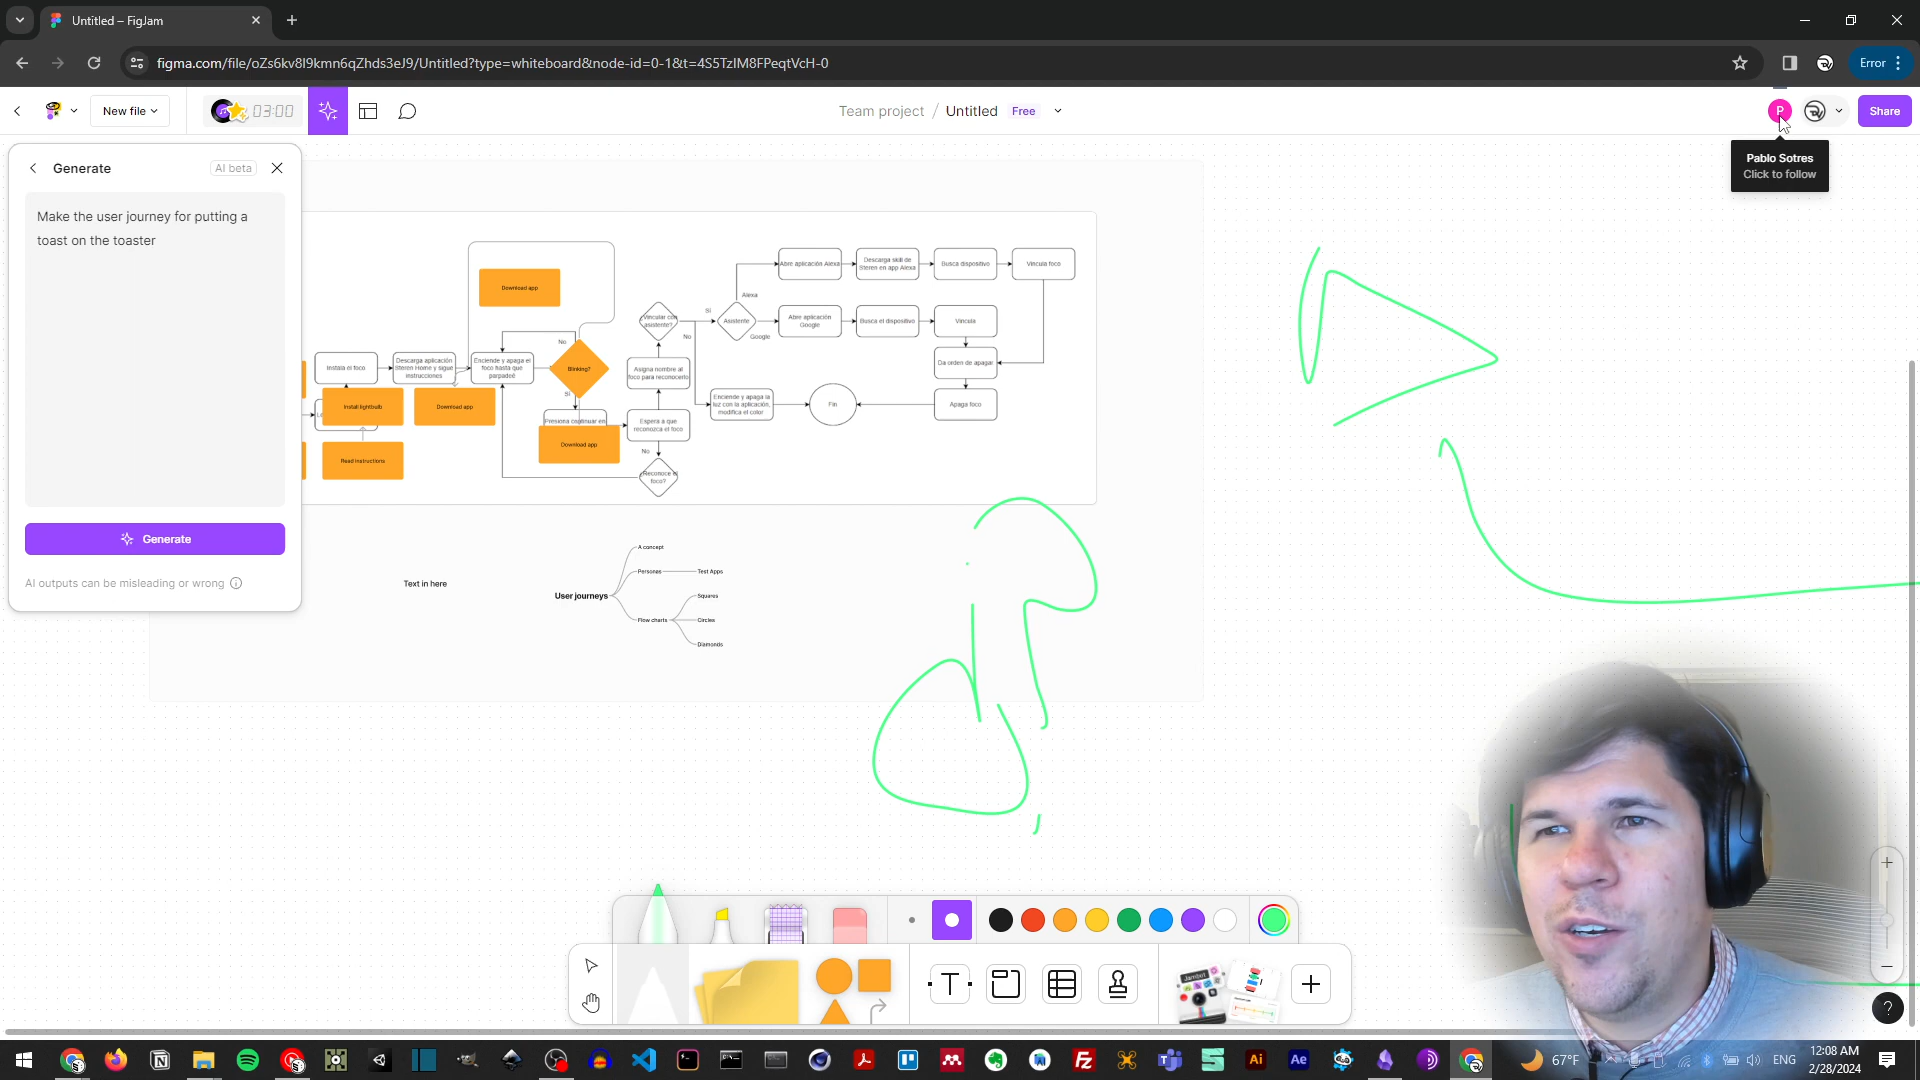 Untitled – FigJam
figma.com/file/oZs6kv8I9kmn6qZhds3eJ9/Untitled?type=whiteboard&node-id=0-1&t=4S5TzIM8FPeqtVcH-0
Error
New file
03:00
Team project / Untitled Free
P
Share
Pablo Sotres
Click to follow
Generate
AI beta
Make the user journey for putting a
toast on the toaster
Generate
AI outputs can be misleading or wrong
Download app
Abre aplicación Alexa
Descarga skill de
Steren en app Alexa
Busca dispositivo
Vincula foco
Alexa
¿Vincular con
asistente?
Si
No
Asistente
Google
Abre aplicación
Google
Busca el dispositivo
Vincula
Da orden de apagar
Apaga foco
Instala el foco
Descarga aplicación
Steren Home y sigue
instrucciones
Enciende y apaga el
foco hasta que
parpadeé
No
Blinking?
Si
Asigna nombre al
foco para reconocerlo
Install lightbulb
Download app
Presiona continuar en
Download app
Espera a que
reconozca el foco
Enciende y apaga la
luz con la aplicación,
modifica el color
Fin
Read instructions
No
¿Reconoce el
foco?
Text in here
User journeys
A concept
Personas
Test Apps
Flow charts
Squares
Circles
Diamonds
T
Jambot
?
67°F
ENG
12:08 AM
2/28/2024